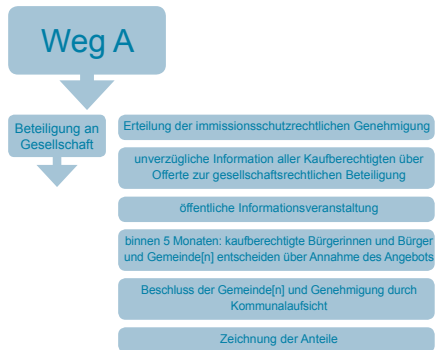 Weg A
Beteiligung an
Gesellschaft
Erteilung der immissionsschutzrechtlichen Genehmigung
unverzügliche Information aller Kaufberechtigten über
Offerte zur gesellschaftsrechtlichen Beteiligung
öffentliche Informationsveranstaltung
binnen 5 Monaten: kaufberechtigte Bürgerinnen und Bürger
und Gemeinde[n] entscheiden über Annahme des Angebots
Beschluss der Gemeinde[n] und Genehmigung durch
Kommunalaufsicht
Zeichnung der Anteile